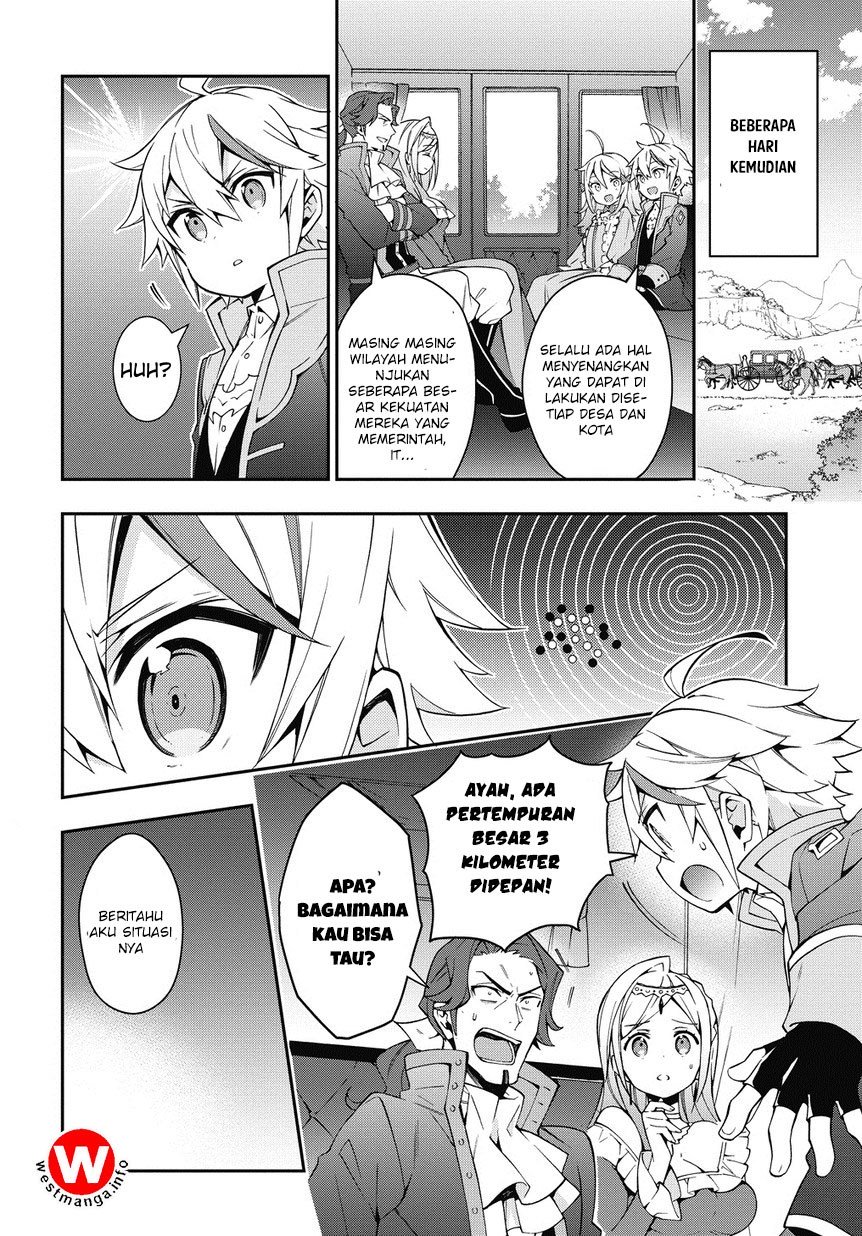 BEBERAPA
HARI
KEMUDIAN
SELALU ADA HAL
MENYENANGKAN
YANG DAPAT DI
LAKUKAN DISE-
TIAP DESA DAN
KOTA
MASING MASING
WILAYAH MENU-
NJUKAN
SEBERAPA BES-
AR KEKUATAN
MEREKA YANG
MEMERINTAH,
IT...
HUH?
AYAH, ADA
PERTEMPURAN
BESAR 3
KILOMETER
DIDEPAN!
APA?
BAGAIMANA
KAU BISA
TAU?
BERITAHU
AKU SITUASI
NYA
W
westmanga.info